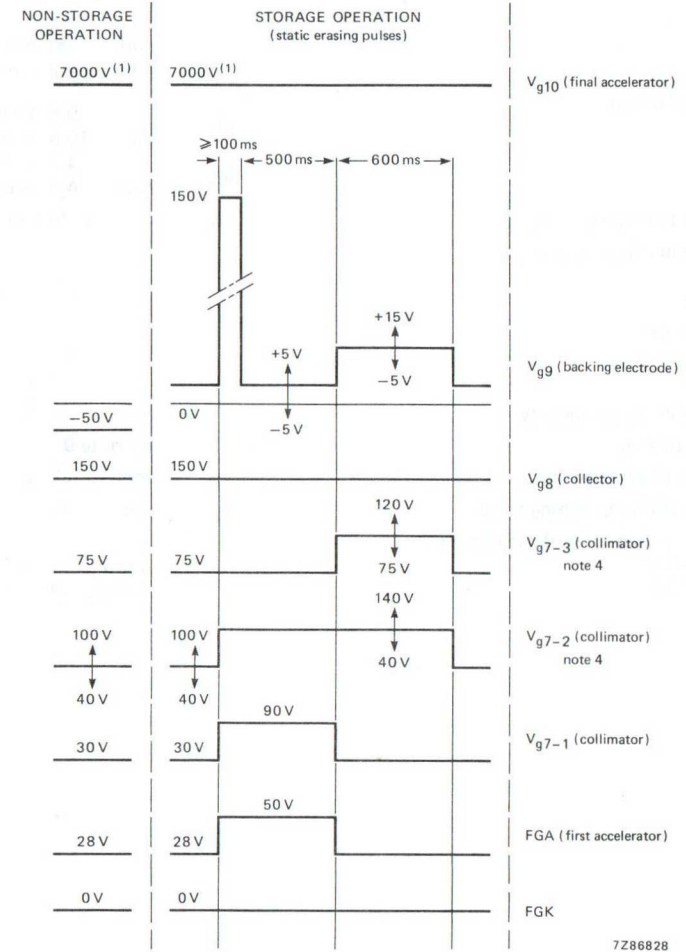 NON-STORAGE
OPERATION
STORAGE OPERATION
(static erasing pulses)
7000 V(1)
7000 V(1)
Vg10 (final accelerator)
⩾100 ms
500 ms
600 ms
150 V
+15 V
+5 V
−5 V
Vg9 (backing electrode)
−50 V
0 V
−5 V
150 V
150 V
Vg8 (collector)
120 V
75 V
75 V
75 V
Vg7−3 (collimator)
note 4
140 V
100 V
100 V
40 V
Vg7−2 (collimator)
note 4
40 V
40 V
90 V
30 V
30 V
Vg7−1 (collimator)
50 V
28 V
28 V
FGA (first accelerator)
0 V
0 V
FGK
7Z86828